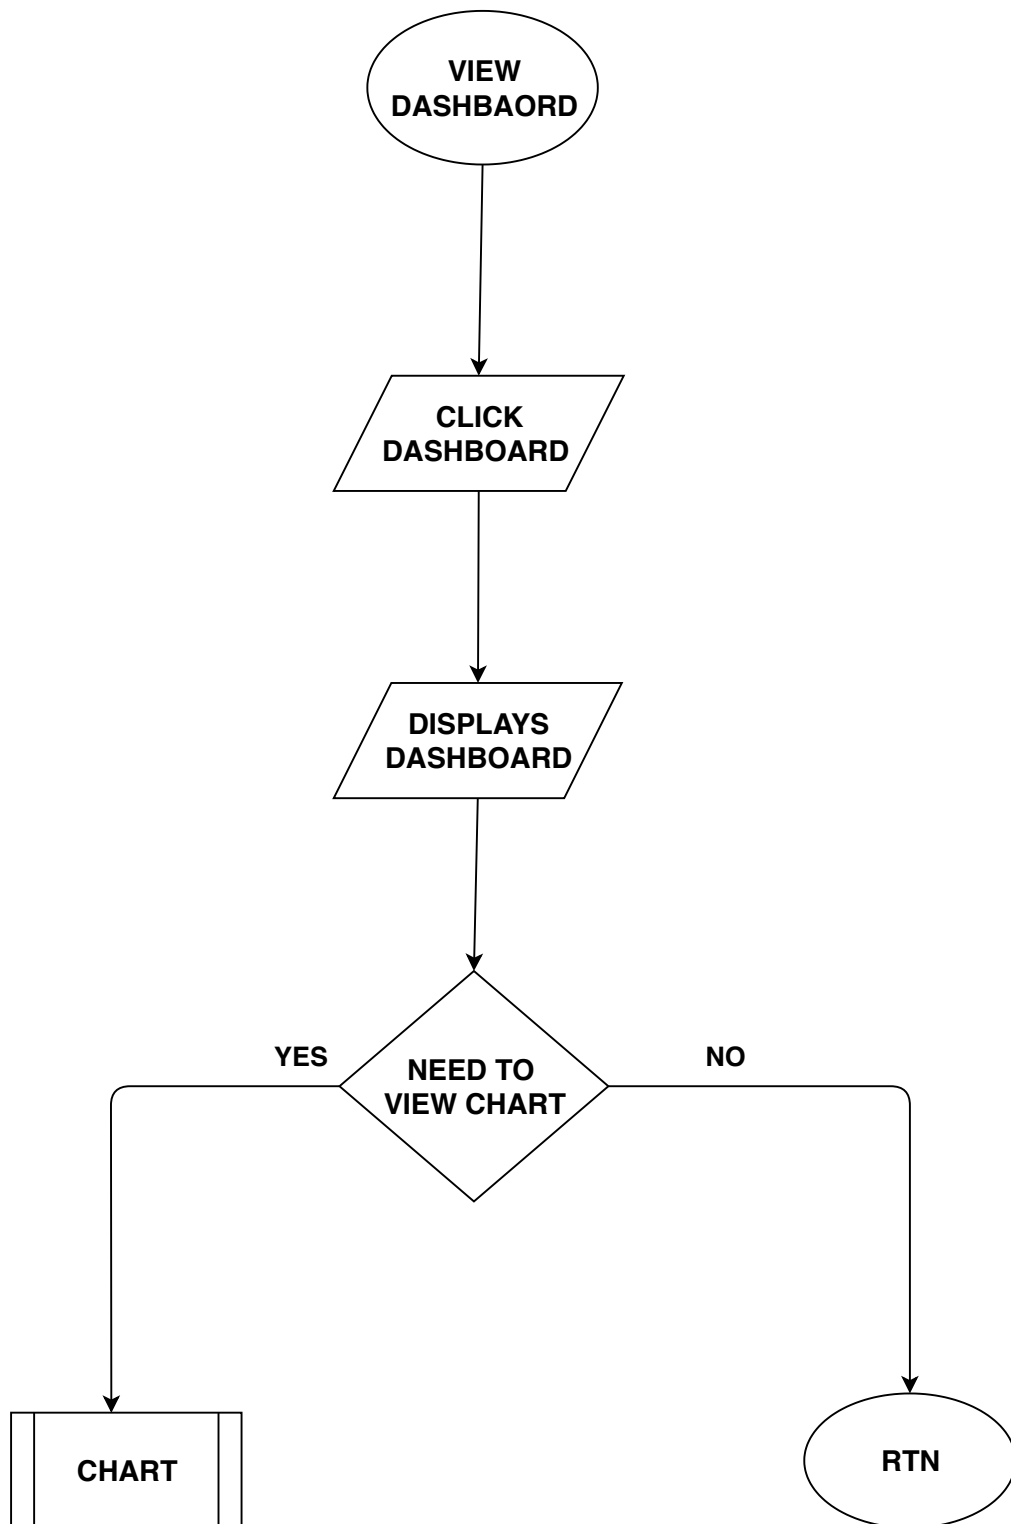 VIEW
DASHBAORD
CLICK
DASHBOARD
DISPLAYS
DASHBOARD
YES
NEED TO
VIEW CHART
NO
CHART
RTN